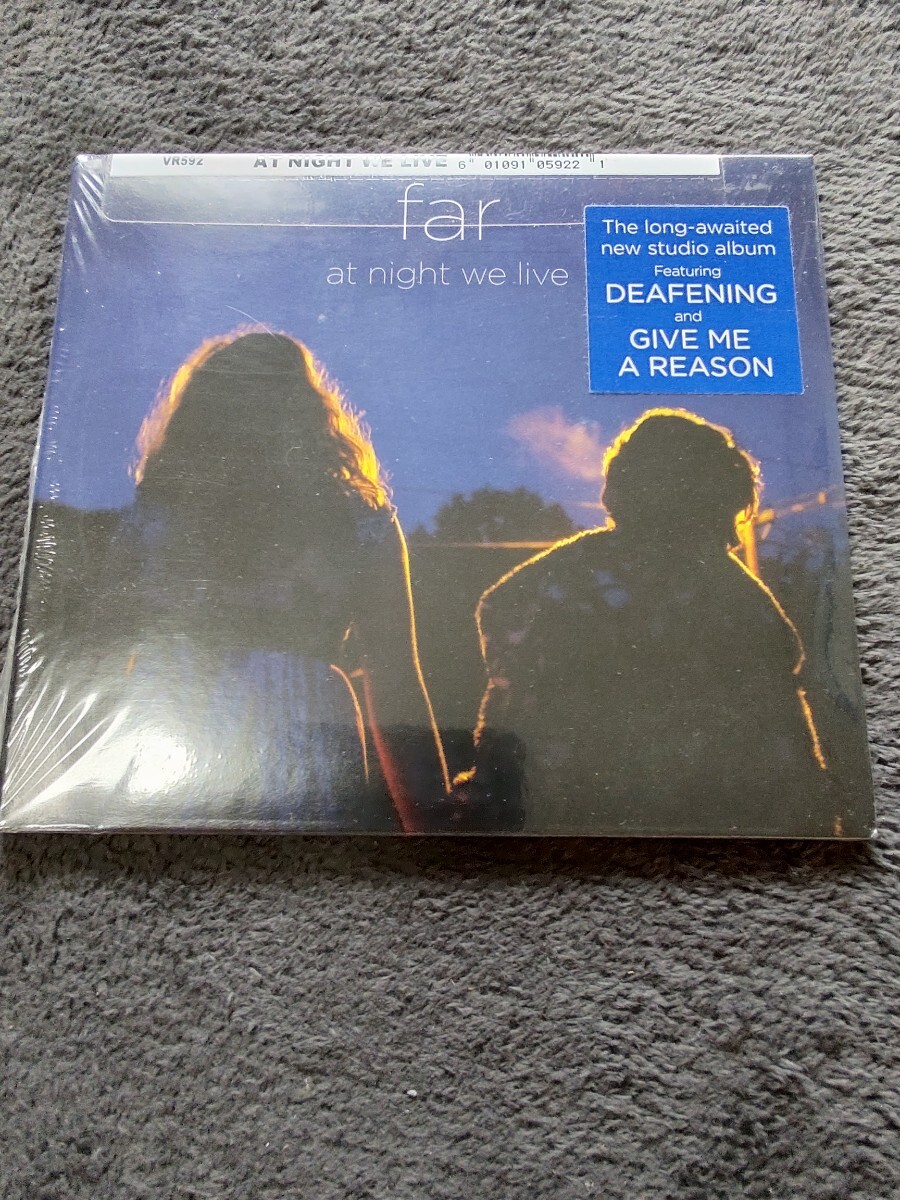 VR592
AT NIGHT WE LIVE
6 01091 05922 1
far
at night we live
The long-awaited
new studio album
Featuring
DEAFENING
and
GIVE ME
A REASON